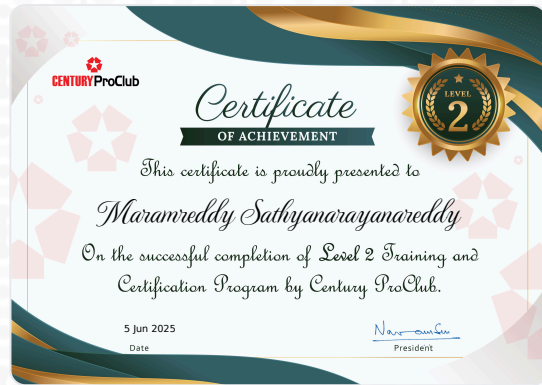 CENTURY ProClub
Certificate
OF ACHIEVEMENT
LEVEL
2
This certificate is proudly presented to
Maramreddy Sathyanarayanareddy
On the successful completion of Level 2 Training and
Certification Program by Century ProClub.
5 Jun 2025
Date
President